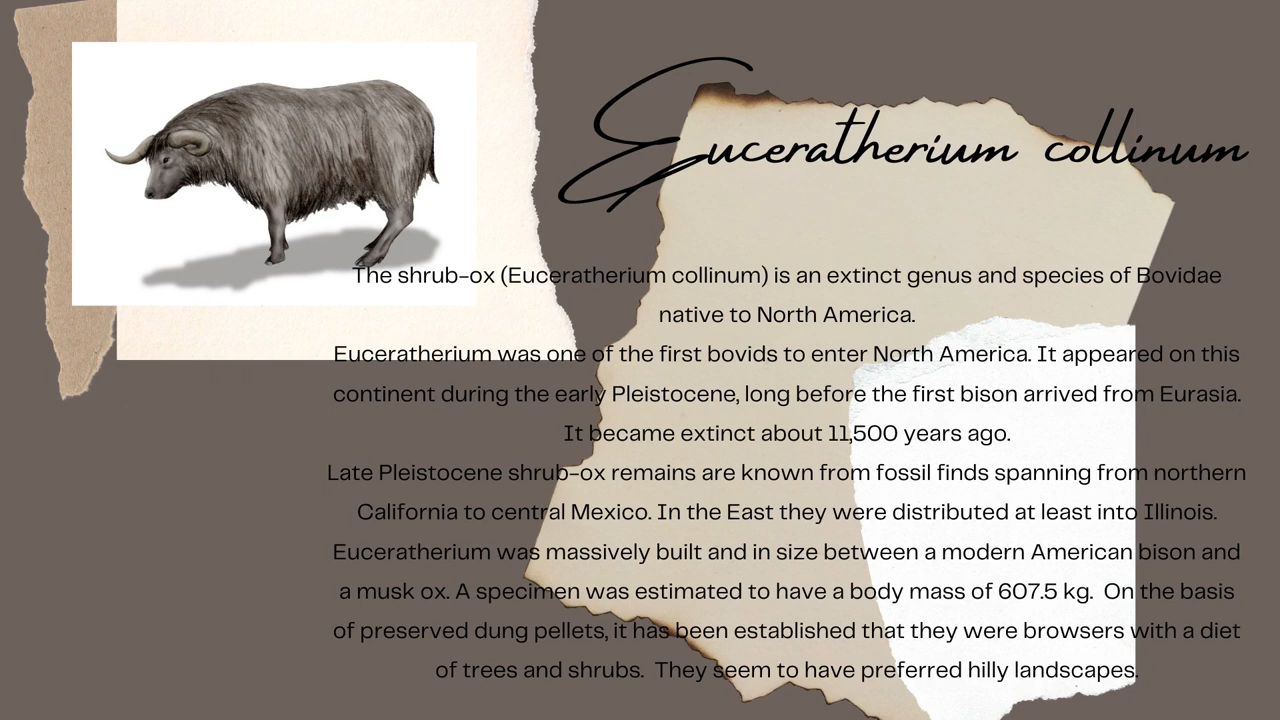 Euceratherium collinum
The shrub-ox (Euceratherium collinum) is an extinct genus and species of Bovidae
native to North America.
Euceratherium was one of the first bovids to enter North America. It appeared on this
continent during the early Pleistocene, long before the first bison arrived from Eurasia.
It became extinct about 11,500 years ago.
Late Pleistocene shrub-ox remains are known from fossil finds spanning from northern
California to central Mexico. In the East they were distributed at least into Illinois.
Euceratherium was massively built and in size between a modern American bison and
a musk ox. A specimen was estimated to have a body mass of 607.5 kg.  On the basis
of preserved dung pellets, it has been established that they were browsers with a diet
of trees and shrubs.  They seem to have preferred hilly landscapes.